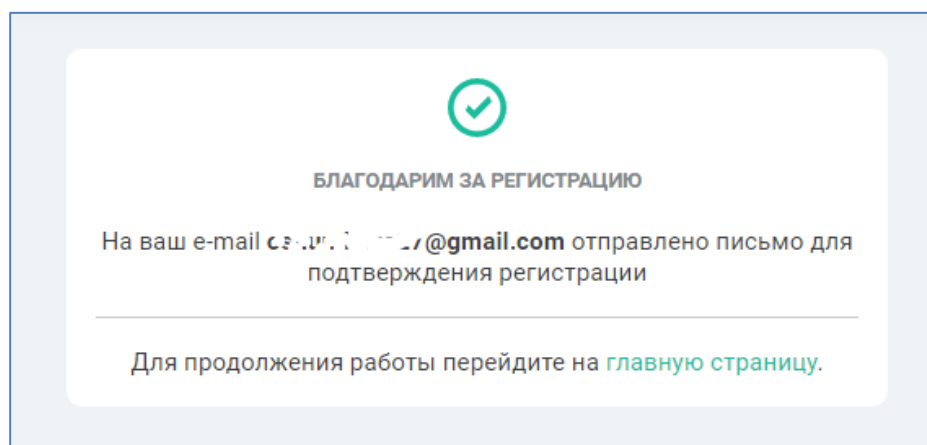 БЛАГОДАРИМ ЗА РЕГИСТРАЦИЮ
На ваш e-mail @gmail.com отправлено письмо для
подтверждения регистрации
Для продолжения работы перейдите на главную страницу.